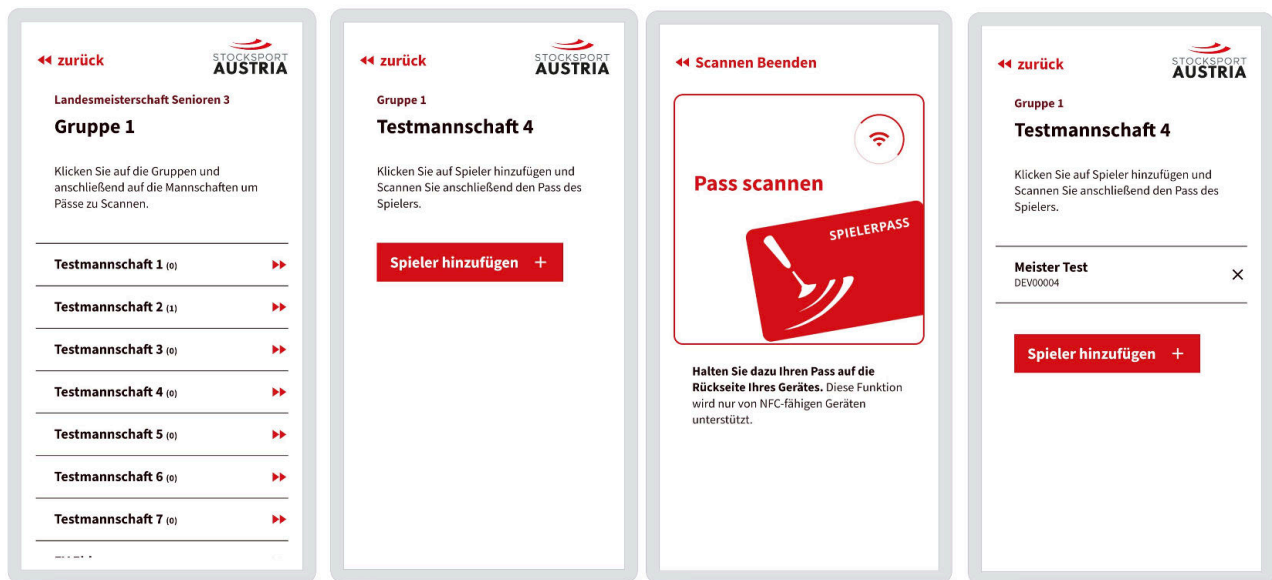 zurück
STOCKSPORT
AUSTRIA
Landesmeisterschaft Senioren 3
Gruppe 1
Klicken Sie auf die Gruppen und
anschließend auf die Mannschaften um
Pässe zu Scannen.
Testmannschaft 1 (0)
Testmannschaft 2 (1)
Testmannschaft 3 (0)
Testmannschaft 4 (0)
Testmannschaft 5 (0)
Testmannschaft 6 (0)
Testmannschaft 7 (0)
zurück
STOCKSPORT
AUSTRIA
Gruppe 1
Testmannschaft 4
Klicken Sie auf Spieler hinzufügen und
Scannen Sie anschließend den Pass des
Spielers.
Spieler hinzufügen +
Scannen Beenden
Pass scannen
SPIELERPASS
Halten Sie dazu Ihren Pass auf die
Rückseite Ihres Gerätes. Diese Funktion
wird nur von NFC-fähigen Geräten
unterstützt.
zurück
STOCKSPORT
AUSTRIA
Gruppe 1
Testmannschaft 4
Klicken Sie auf Spieler hinzufügen und
Scannen Sie anschließend den Pass des
Spielers.
Meister Test
DEV00004
Spieler hinzufügen +